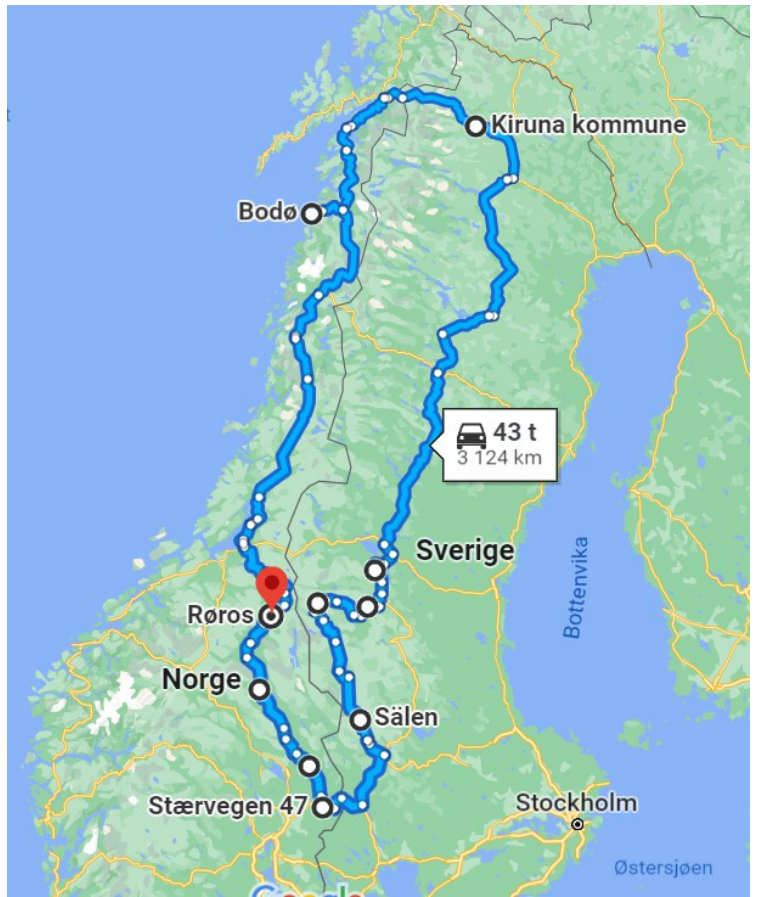 Kiruna kommune
Bodø
43 t
3 124 km
Sverige
Bottenvika
Røros
Norge
Sälen
Stærvegen 47
Stockholm
Østersjøen
Google